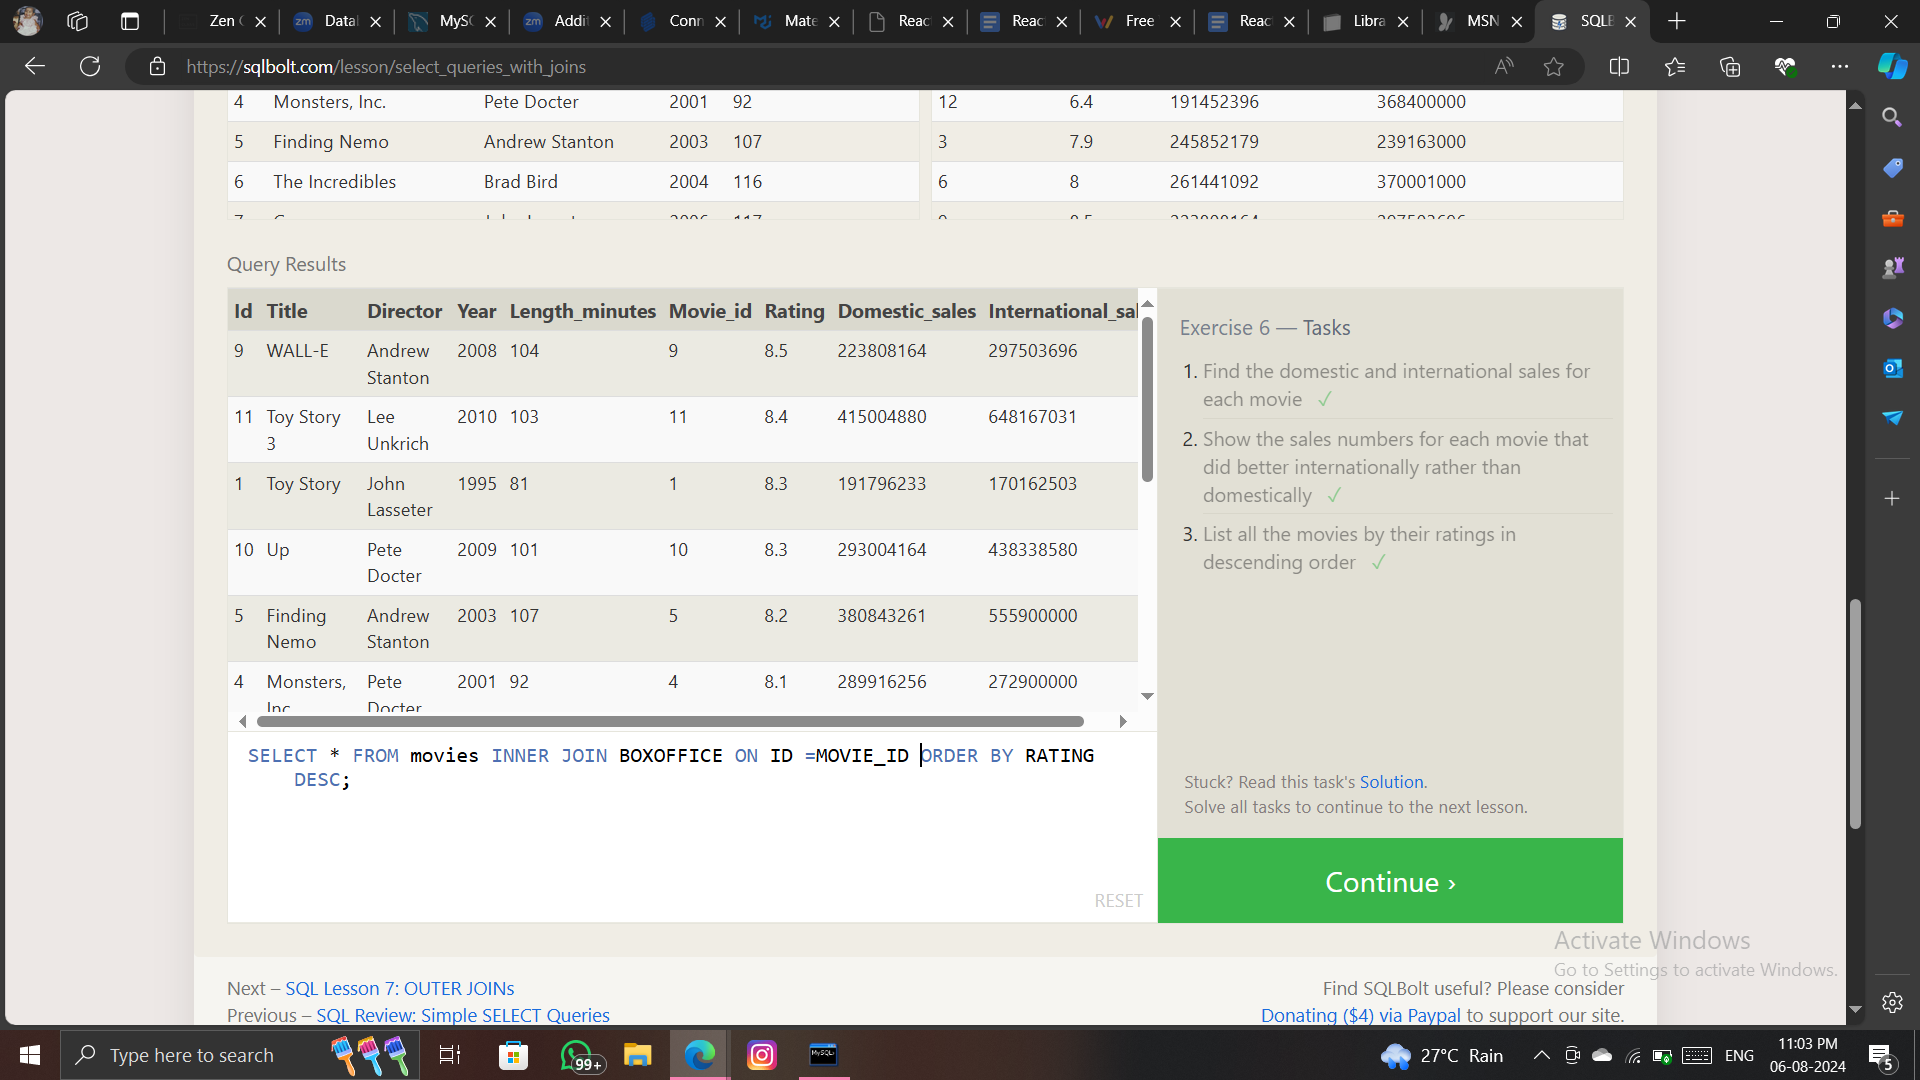 Zen
Datal
MyS
Addit
Conn
Mate
Reac
Reac
Free
Reac
Libra
MSN
SQLB
https://sqlbolt.com/lesson/select_queries_with_joins
4 Monsters, Inc. Pete Docter 2001 92 12 6.4 191452396 368400000
5 Finding Nemo Andrew Stanton 2003 107 3 7.9 245852179 239163000
6 The Incredibles Brad Bird 2004 116 6 8 261441092 370001000
Query Results
Id Title Director Year Length_minutes Movie_id Rating Domestic_sales International_sal
9 WALL-E Andrew Stanton 2008 104 9 8.5 223808164 297503696
11 Toy Story 3 Lee Unkrich 2010 103 11 8.4 415004880 648167031
1 Toy Story John Lasseter 1995 81 1 8.3 191796233 170162503
10 Up Pete Docter 2009 101 10 8.3 293004164 438338580
5 Finding Nemo Andrew Stanton 2003 107 5 8.2 380843261 555900000
4 Monsters, Inc Pete Docter 2001 92 4 8.1 289916256 272900000
SELECT * FROM movies INNER JOIN BOXOFFICE ON ID =MOVIE_ID ORDER BY RATING
DESC;
RESET
Exercise 6 — Tasks
1. Find the domestic and international sales for
each movie ✓
2. Show the sales numbers for each movie that
did better internationally rather than
domestically ✓
3. List all the movies by their ratings in
descending order ✓
Stuck? Read this task's Solution.
Solve all tasks to continue to the next lesson.
Continue ›
Activate Windows
Go to Settings to activate Windows.
Next – SQL Lesson 7: OUTER JOINs
Previous – SQL Review: Simple SELECT Queries
Find SQLBolt useful? Please consider
Donating ($4) via Paypal to support our site.
Type here to search
99+
27°C Rain
ENG
11:03 PM
06-08-2024
5